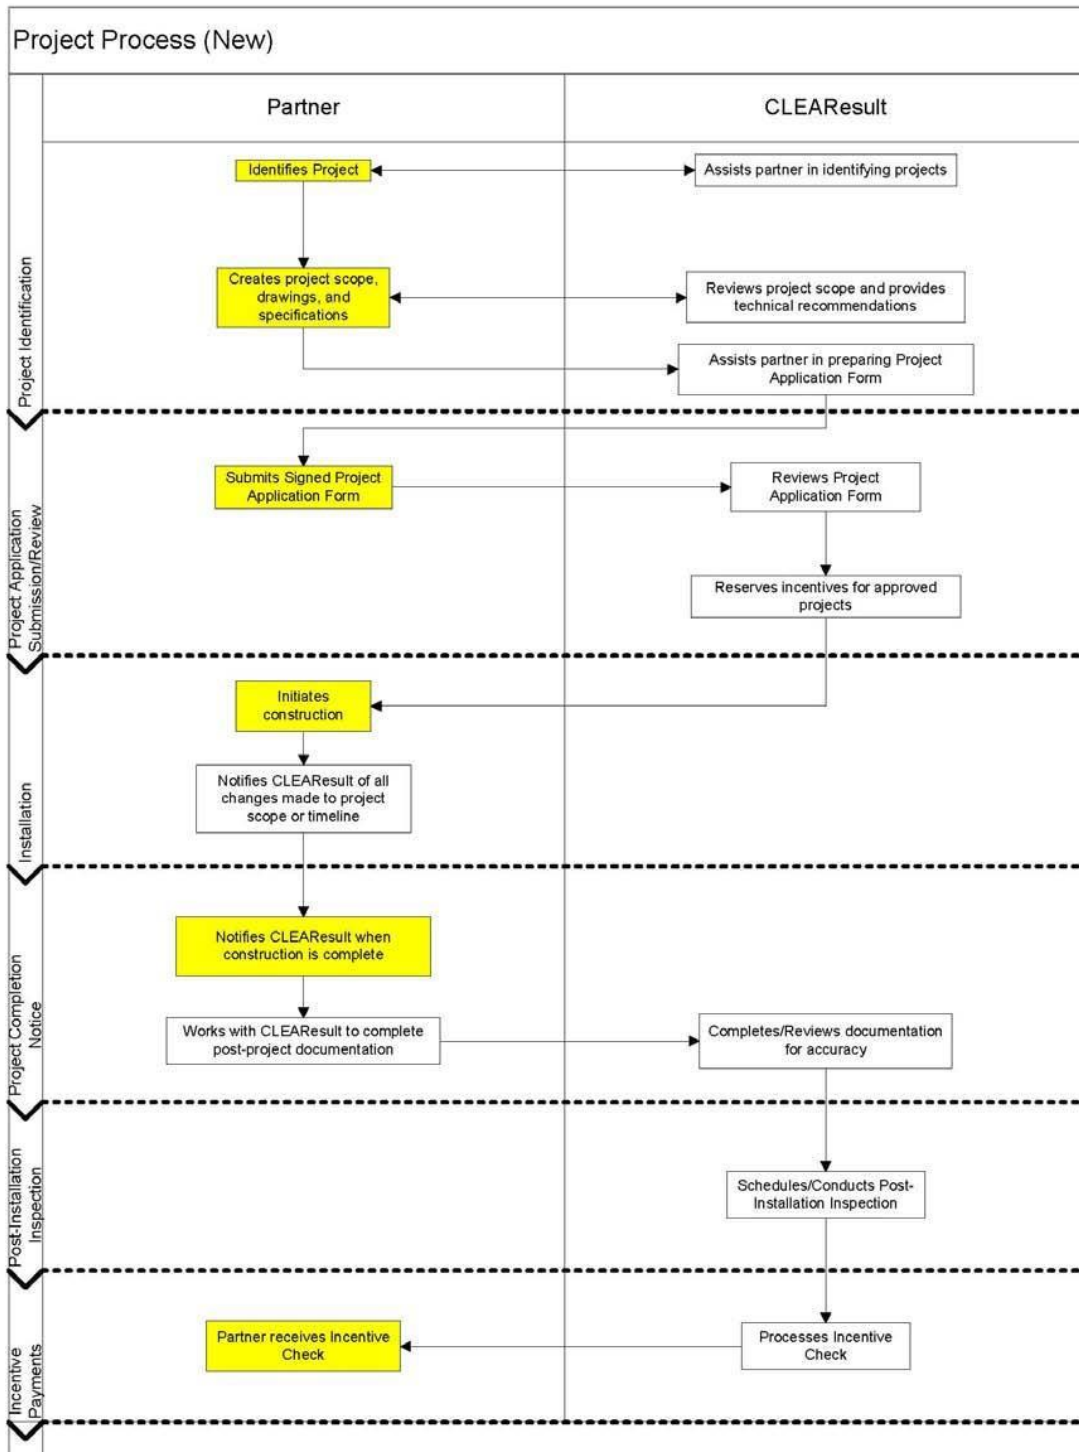 Project Process (New)
Partner
CLEAResult
Project Identification
Identifies Project
Assists partner in identifying projects
Creates project scope,
drawings, and
specifications
Reviews project scope and provides
technical recommendations
Assists partner in preparing Project
Application Form
Project Application
Submission/Review
Submits Signed Project
Application Form
Reviews Project
Application Form
Reserves incentives for approved
projects
Installation
Initiates
construction
Notifies CLEAResult of all
changes made to project
scope or timeline
Project Completion
Notice
Notifies CLEAResult when
construction is complete
Works with CLEAResult to complete
post-project documentation
Completes/Reviews documentation
for accuracy
Post-Installation
Inspection
Schedules/Conducts Post-
Installation Inspection
Incentive
Payments
Partner receives Incentive
Check
Processes Incentive
Check